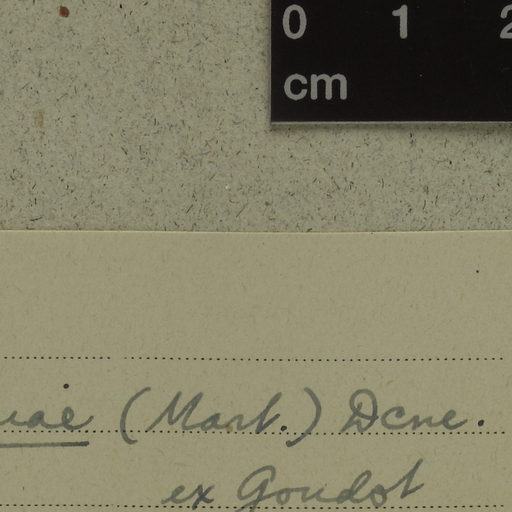 0 1 2
cm
(Mart.) Dcne.
ex Goudot